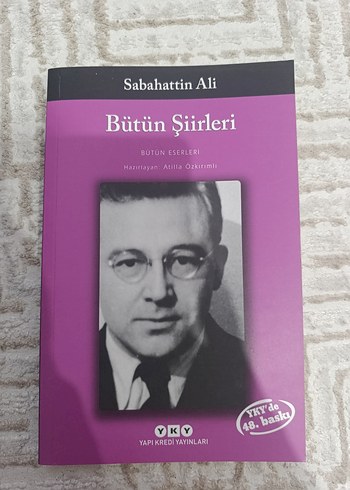 Sabahattin Ali
Bütün Şiirleri
BÜTÜN ESERLERİ
Hazırlayan: Atilla Özkırımlı
YKY'de
48. baskı
YKY
YAPI KREDİ YAYINLARI